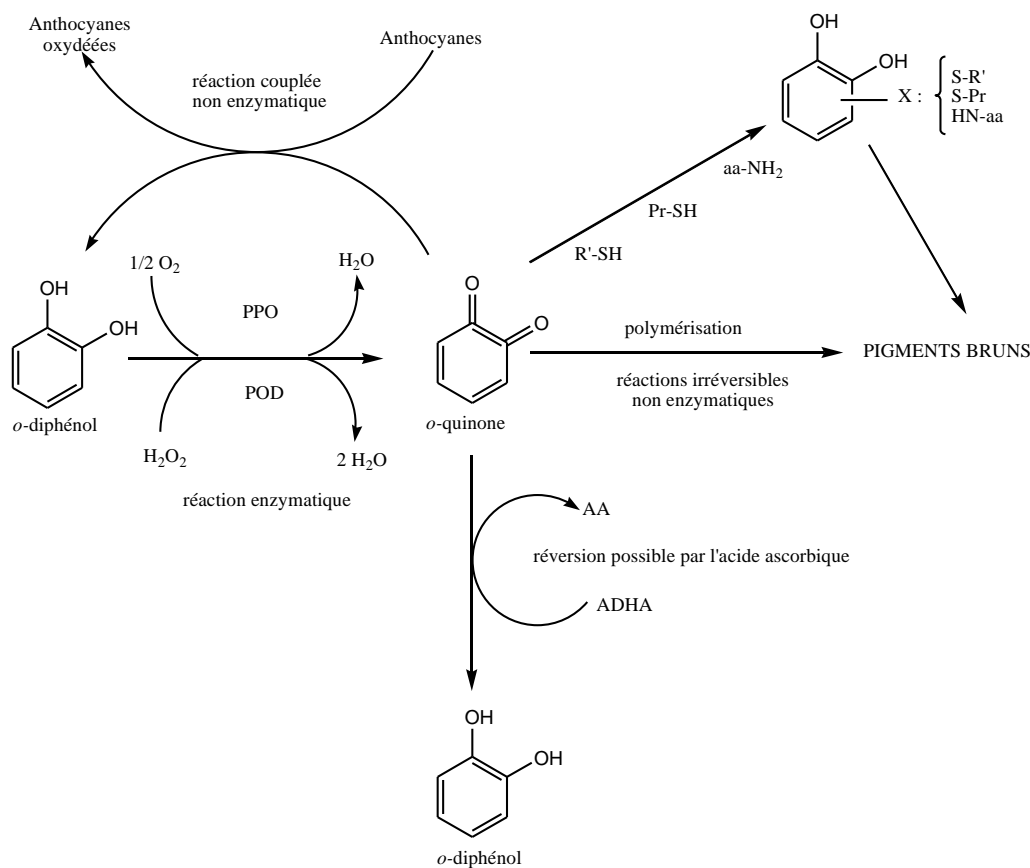 Anthocyanes
oxydéées
Anthocyanes
réaction couplée
non enzymatique
OH
OH
X :
S-R'
S-Pr
HN-aa
aa-NH2
Pr-SH
R'-SH
1/2 O2
H2O
OH
OH
PPO
POD
H2O2
2 H2O
o-diphénol
réaction enzymatique
O
O
o-quinone
polymérisation
réactions irréversibles
non enzymatiques
PIGMENTS BRUNS
AA
réversion possible par l'acide ascorbique
ADHA
OH
OH
o-diphénol